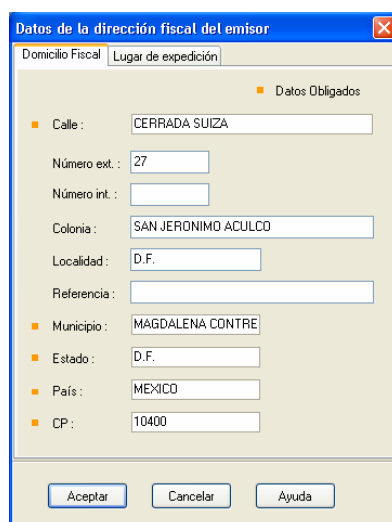 Datos de la dirección fiscal del emisor
Domicilio Fiscal Lugar de expedición
Datos Obligados
Calle : CERRADA SUIZA
Número ext. : 27
Número int. :
Colonia : SAN JERONIMO ACULCO
Localidad : D.F.
Referencia :
Municipio : MAGDALENA CONTRE
Estado : D.F.
País : MEXICO
CP : 10400
Aceptar Cancelar Ayuda